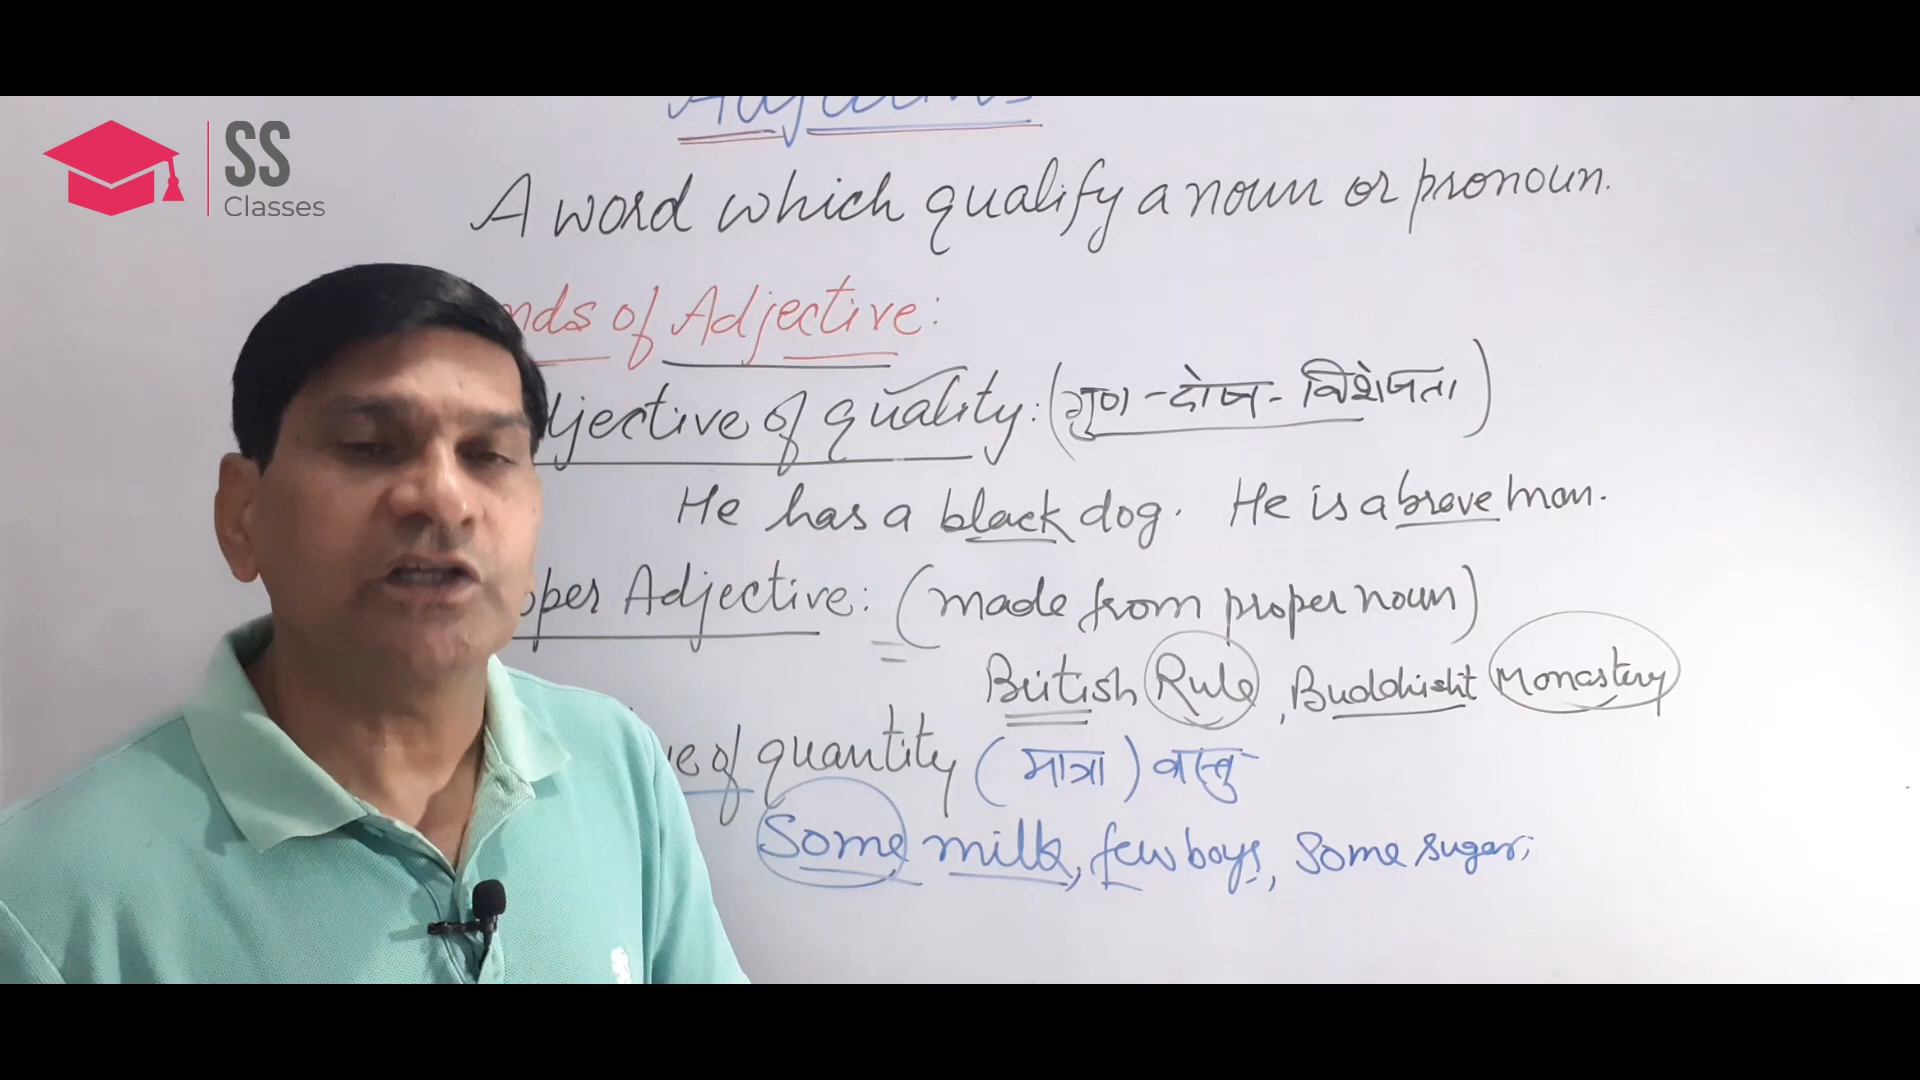 SS
Classes
A word which qualify a noun or pronoun.
of Adjective:
of quality: (गुण - दोष - विशेषता)
He has a black dog. He is a brave man.
Adjective: (made from proper noun)
British Rule, Buddhisht Monastery
of quantity (मात्रा) वस्तु
Some milk, few boys, Some sugar,